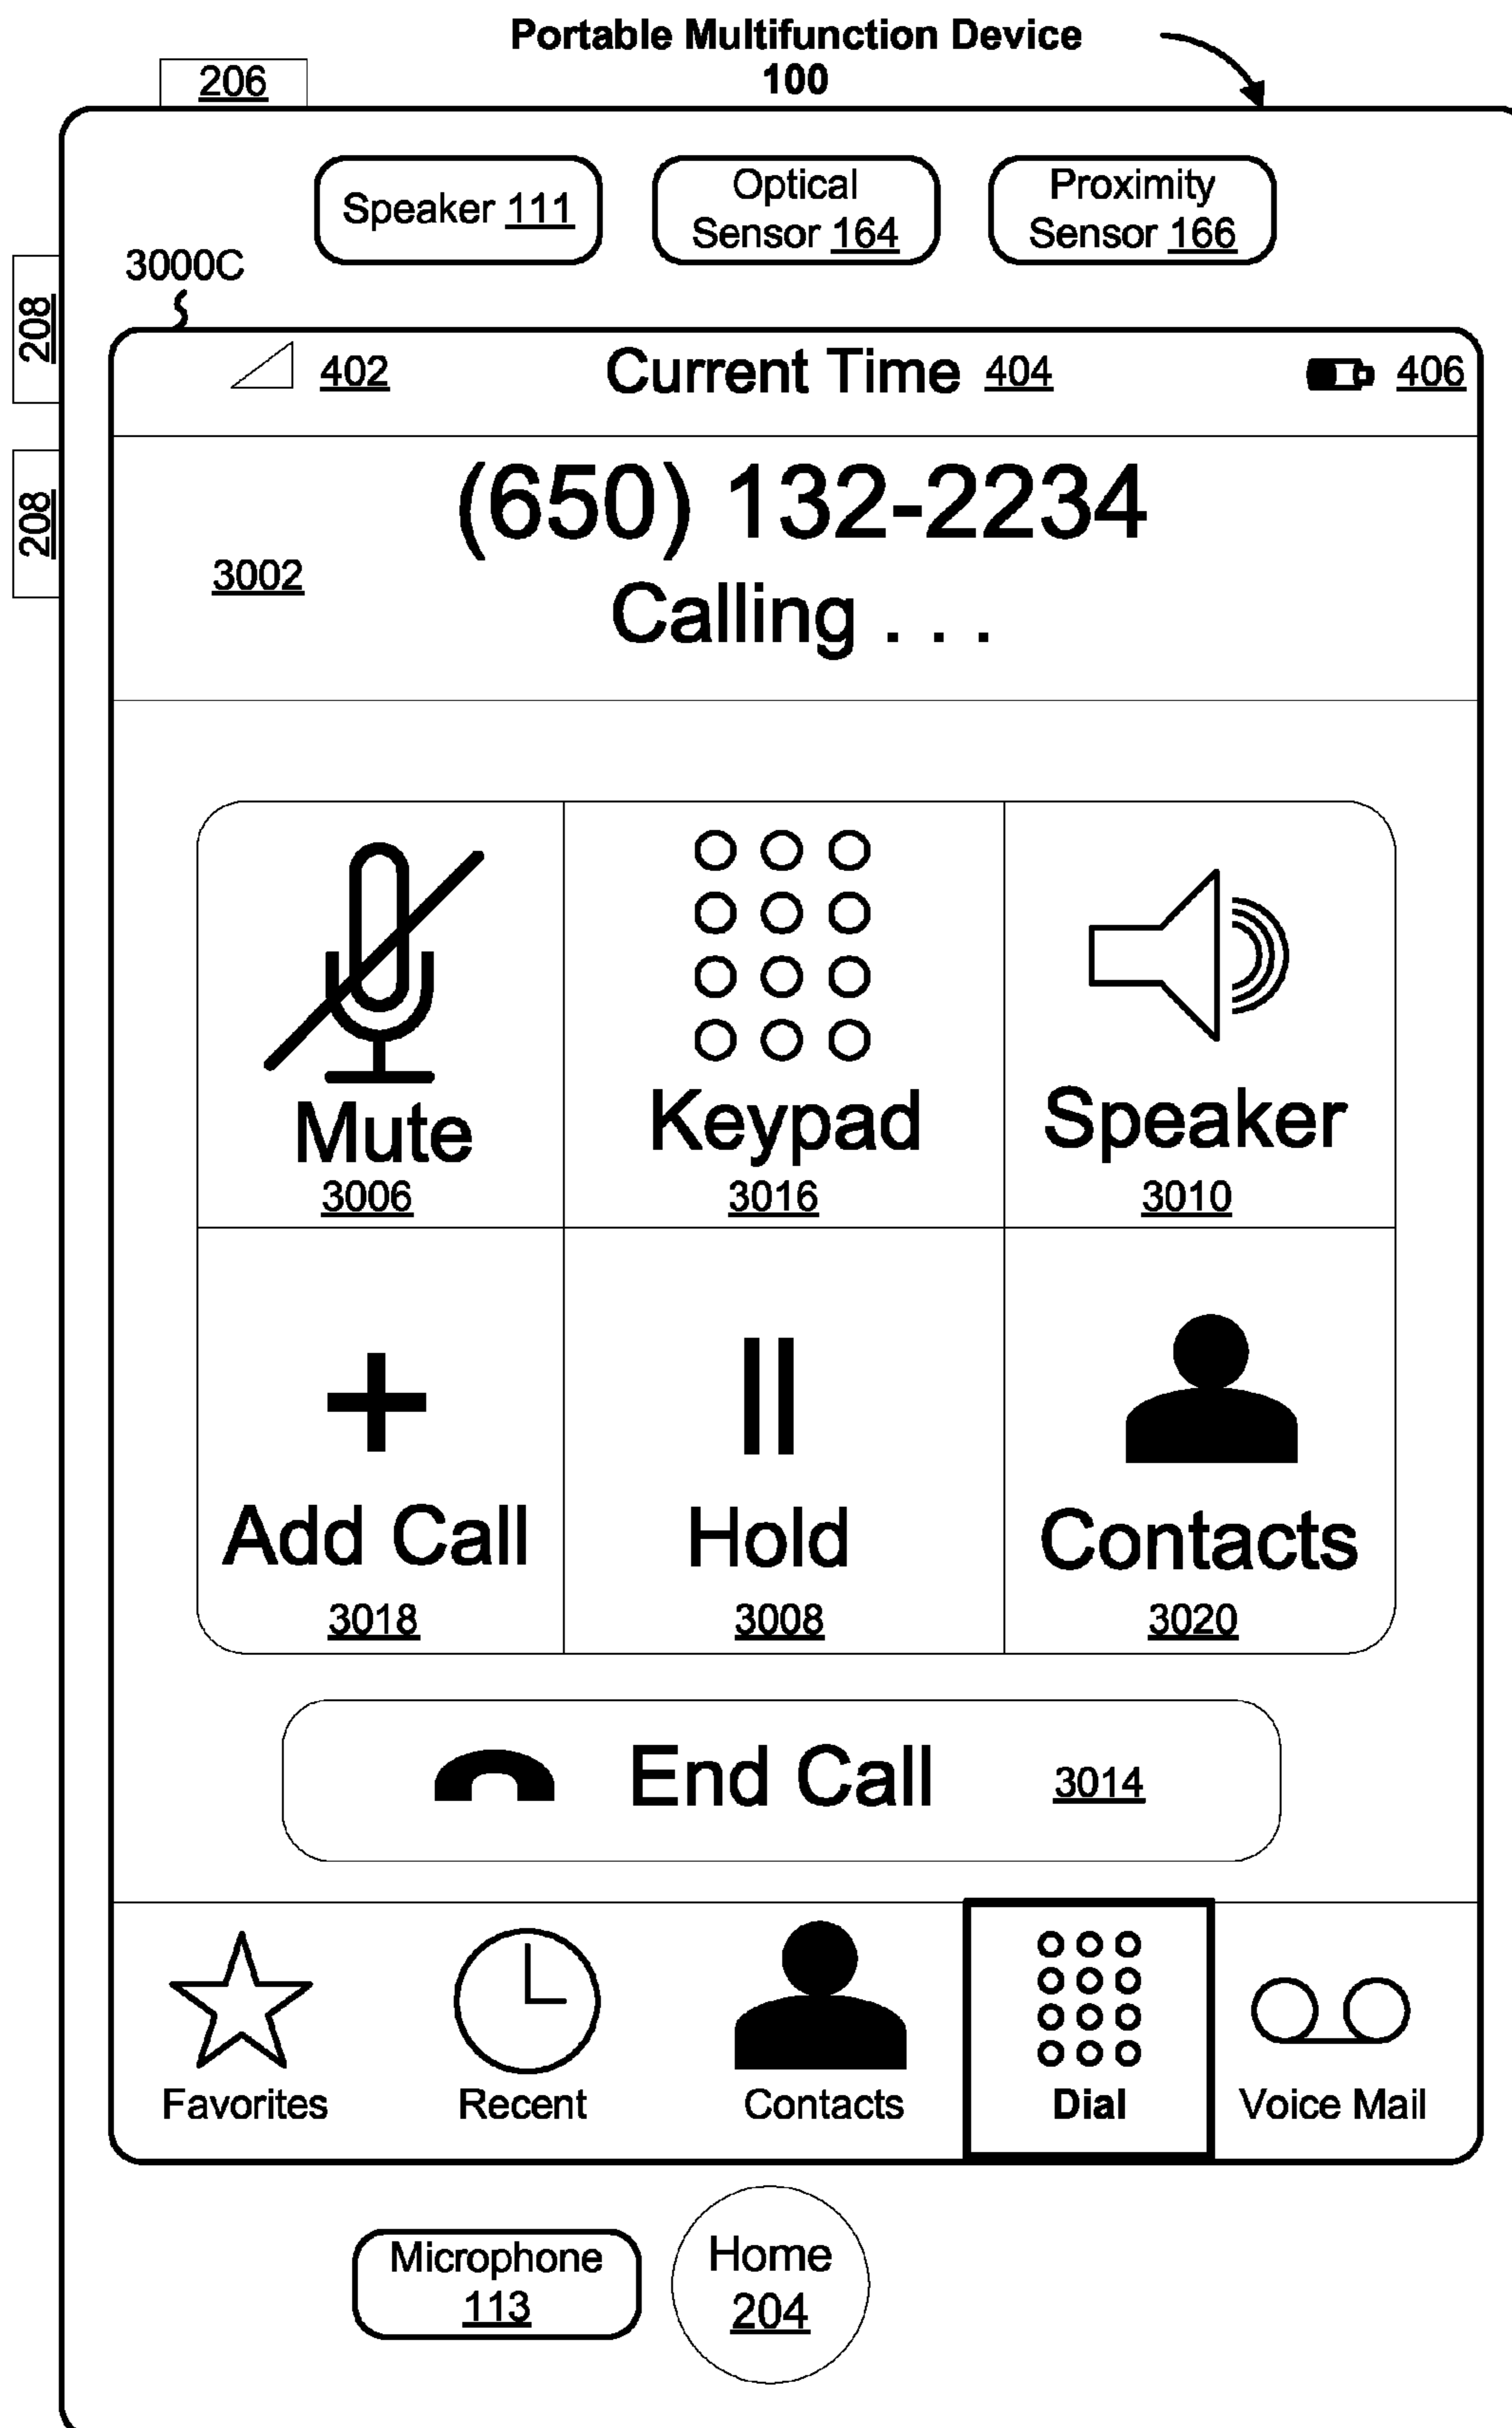 Portable Multifunction Device
100
206
Speaker 111
Optical
Sensor 164
Proximity
Sensor 166
208
3000C
402
Current Time 404
406
208
(650) 132-2234
3002
Calling . . .
Mute
3006
Keypad
3016
Speaker
3010
Add Call
3018
Hold
3008
Contacts
3020
End Call
3014
Favorites
Recent
Contacts
Dial
Voice Mail
Microphone
113
Home
204